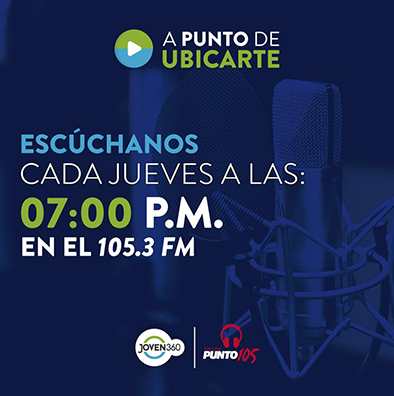 A PUNTO DE
UBICARTE
ESCÚCHANOS
CADA JUEVES A LAS:
07:00 P.M.
EN EL 105.3 FM
JOVEN360
PUNTO105